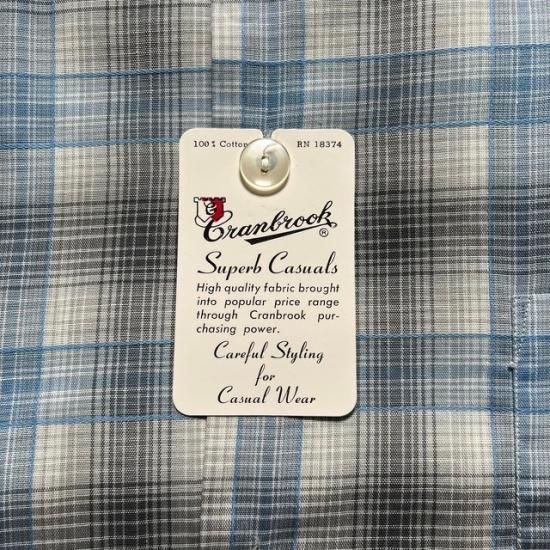 100% Cotton RN 18374
Cranbrook ®
Superb Casuals
High quality fabric brought
into popular price range
through Cranbrook pur-
chasing power.
Careful Styling
for
Casual Wear